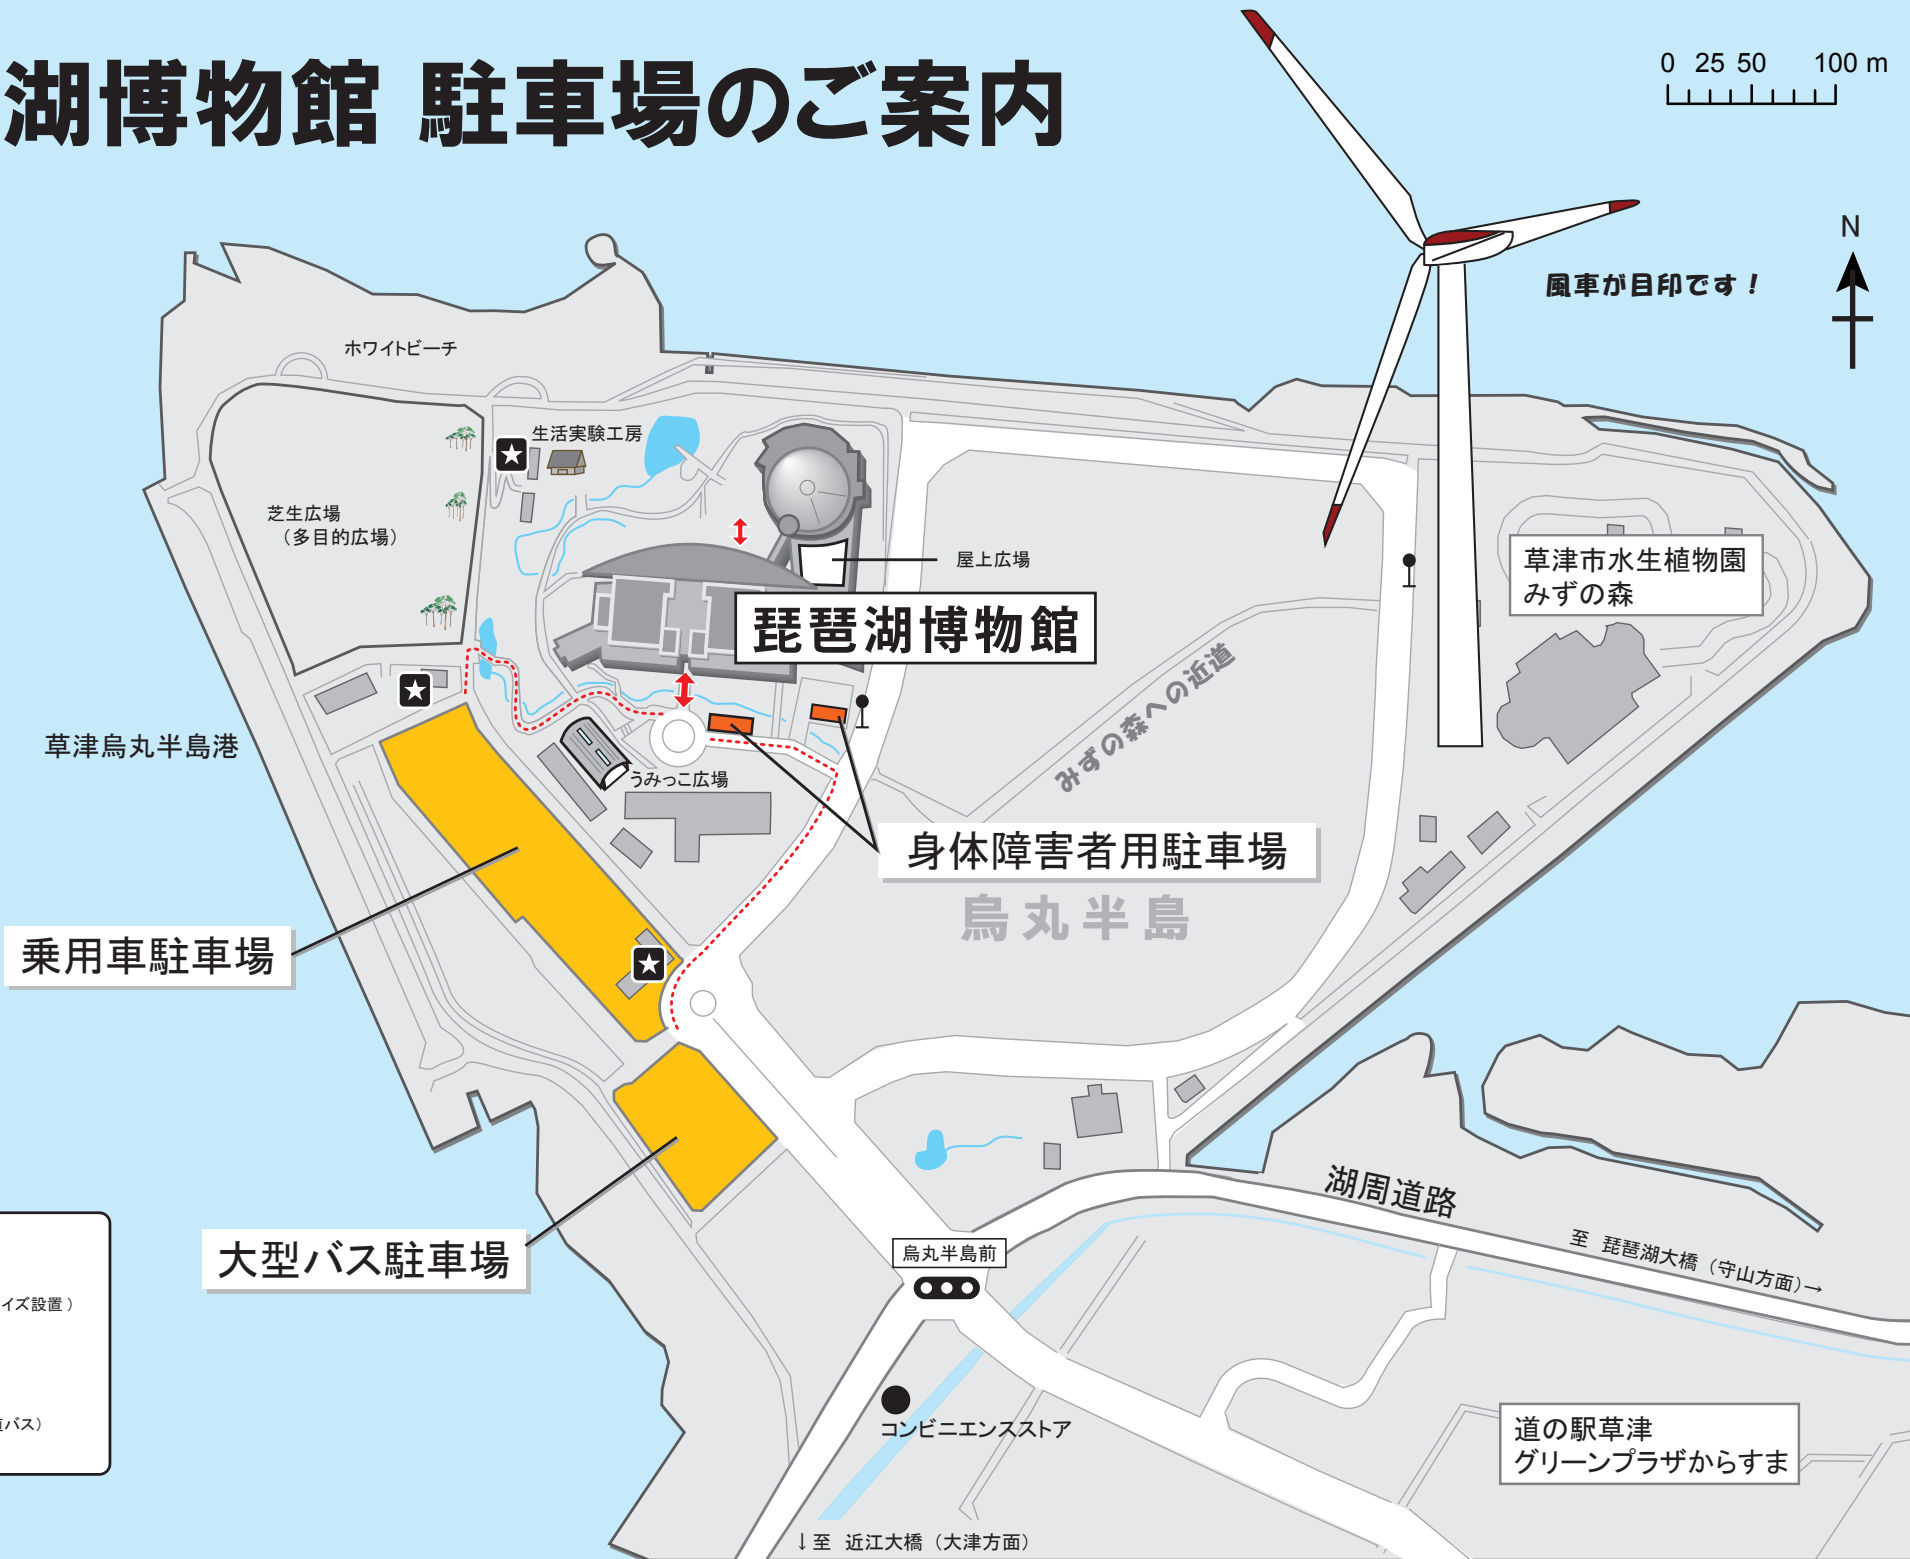 湖博物館 駐車場のご案内
0 25 50 100 m
N
風車が目印です！
ホワイトビーチ
生活実験工房
芝生広場
（多目的広場）
屋上広場
草津市水生植物園
みずの森
琵琶湖博物館
みずの森への近道
草津烏丸半島港
うみっこ広場
身体障害者用駐車場
烏丸半島
乗用車駐車場
湖周道路
大型バス駐車場
烏丸半島前
至 琵琶湖大橋（守山方面）→
イズ設置）
バス）
コンビニエンスストア
道の駅草津
グリーンプラザからすま
↓至 近江大橋（大津方面）